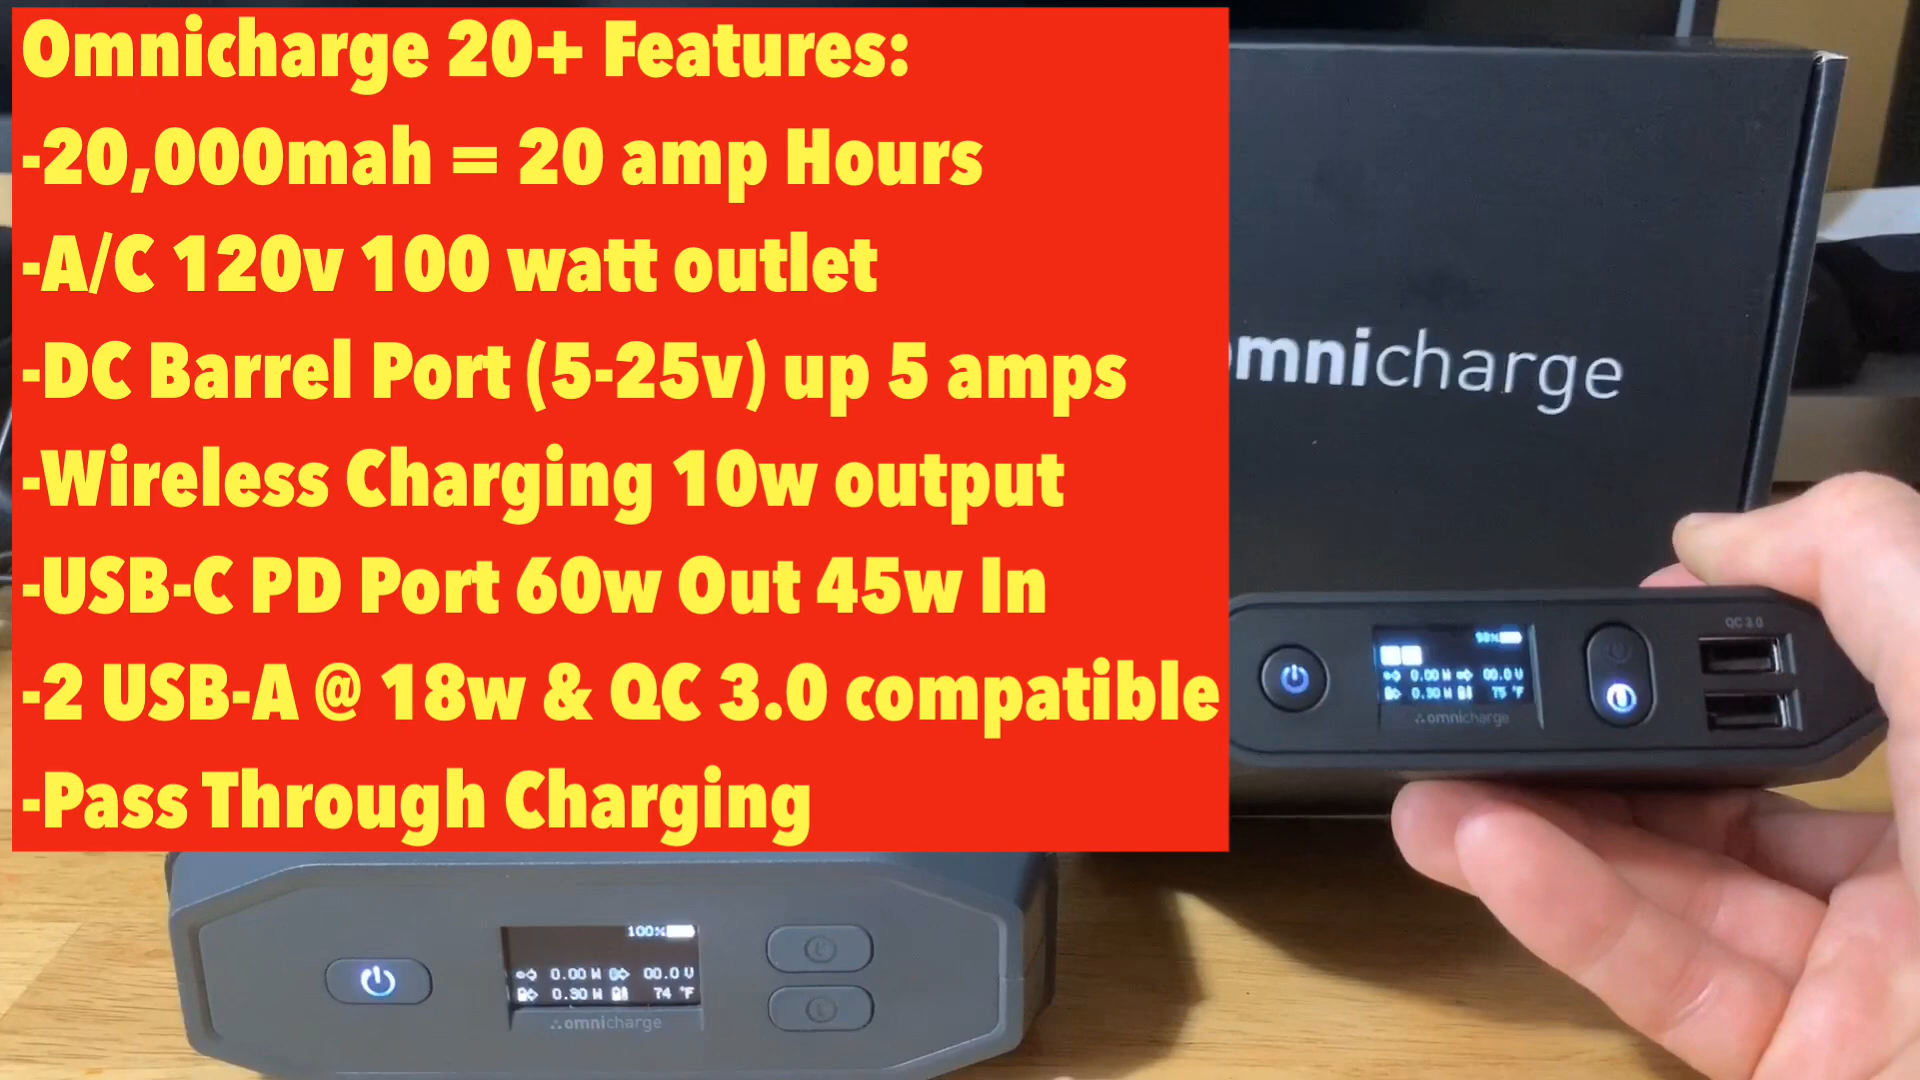 Omnicharge 20+ Features:
-20,000mah = 20 amp Hours
-A/C 120v 100 watt outlet
-DC Barrel Port (5-25v) up 5 amps
-Wireless Charging 10w output
-USB-C PD Port 60w Out 45w In
-2 USB-A @ 18w & QC 3.0 compatible
-Pass Through Charging
omnicharge
QC 3.0
98%
0.00 W 00.0 V
0.90 W 75 °F
omnicharge
100%
0.00 W 00.0 V
0.30 W 74 °F
omnicharge